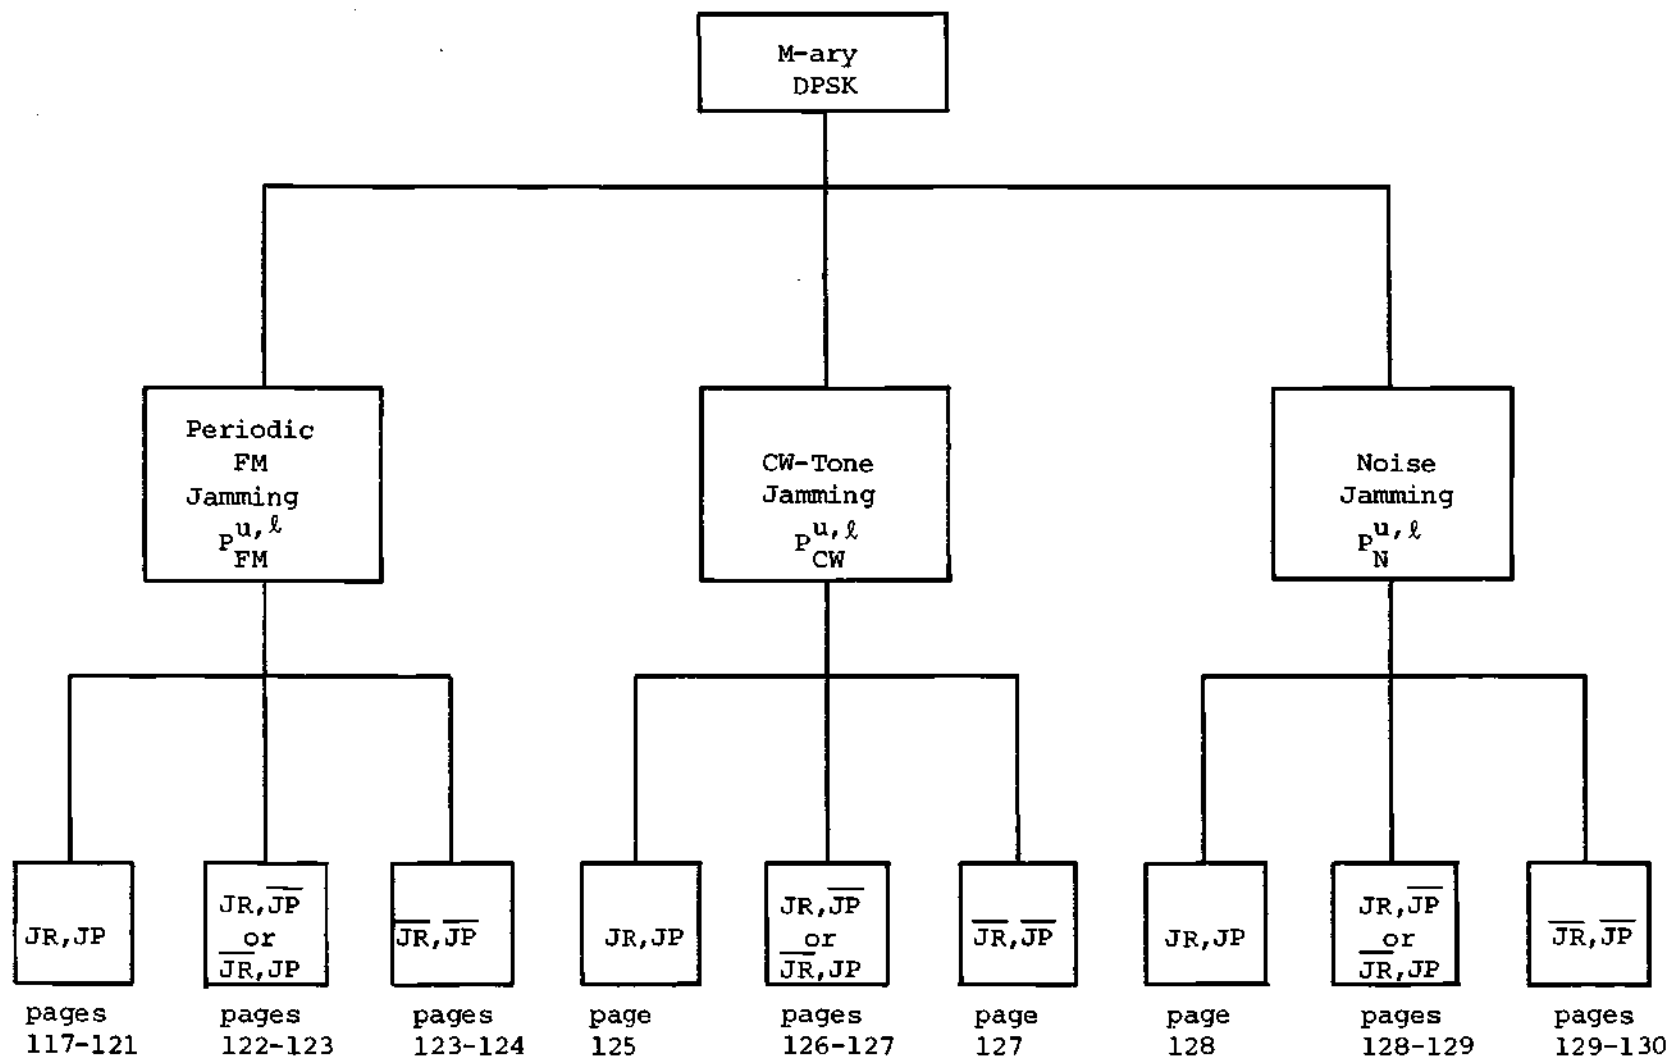 M-ary
DPSK
Periodic
FM
Jamming
P^{u,ℓ}_{FM}
CW-Tone
Jamming
P^{u,ℓ}_{CW}
Noise
Jamming
P^{u,ℓ}_{N}
JR,JP
JR,J̅P̅
or
J̅R̅,JP
J̅R̅,J̅P̅
JR,JP
JR,J̅P̅
or
J̅R̅,JP
J̅R̅,J̅P̅
JR,JP
JR,J̅P̅
or
J̅R̅,JP
J̅R̅,J̅P̅
pages
117-121
pages
122-123
pages
123-124
page
125
pages
126-127
page
127
page
128
pages
128-129
pages
129-130